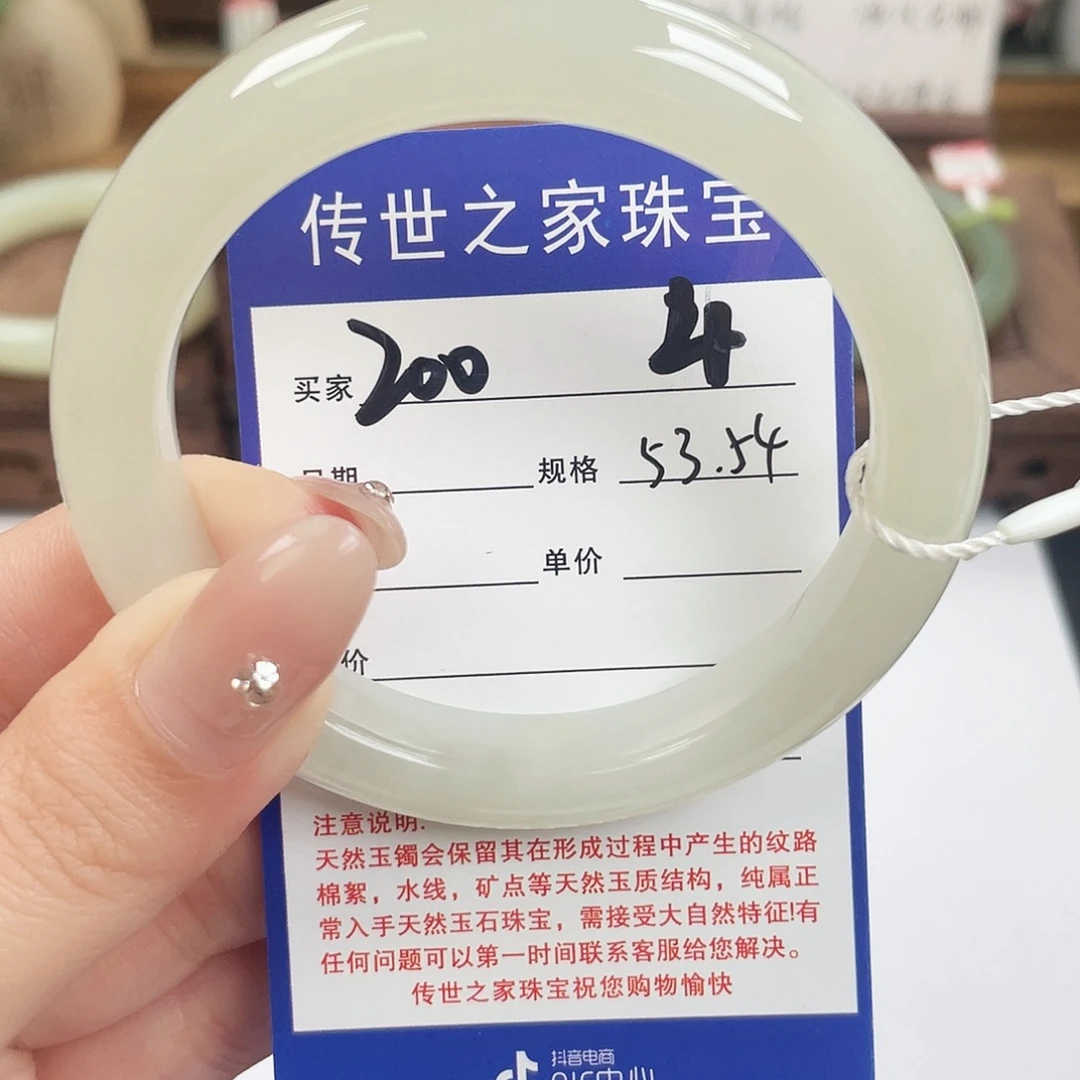 传世之家珠宝
买家 200 4
日期 规格 53.54
单价
价
注意说明:
天然玉镯会保留其在形成过程中产生的纹路
棉絮，水线，矿点等天然玉质结构，纯属正
常入手天然玉石珠宝，需接受大自然特征!有
任何问题可以第一时间联系客服给您解决。
传世之家珠宝祝您购物愉快
抖音电商
QIC中心